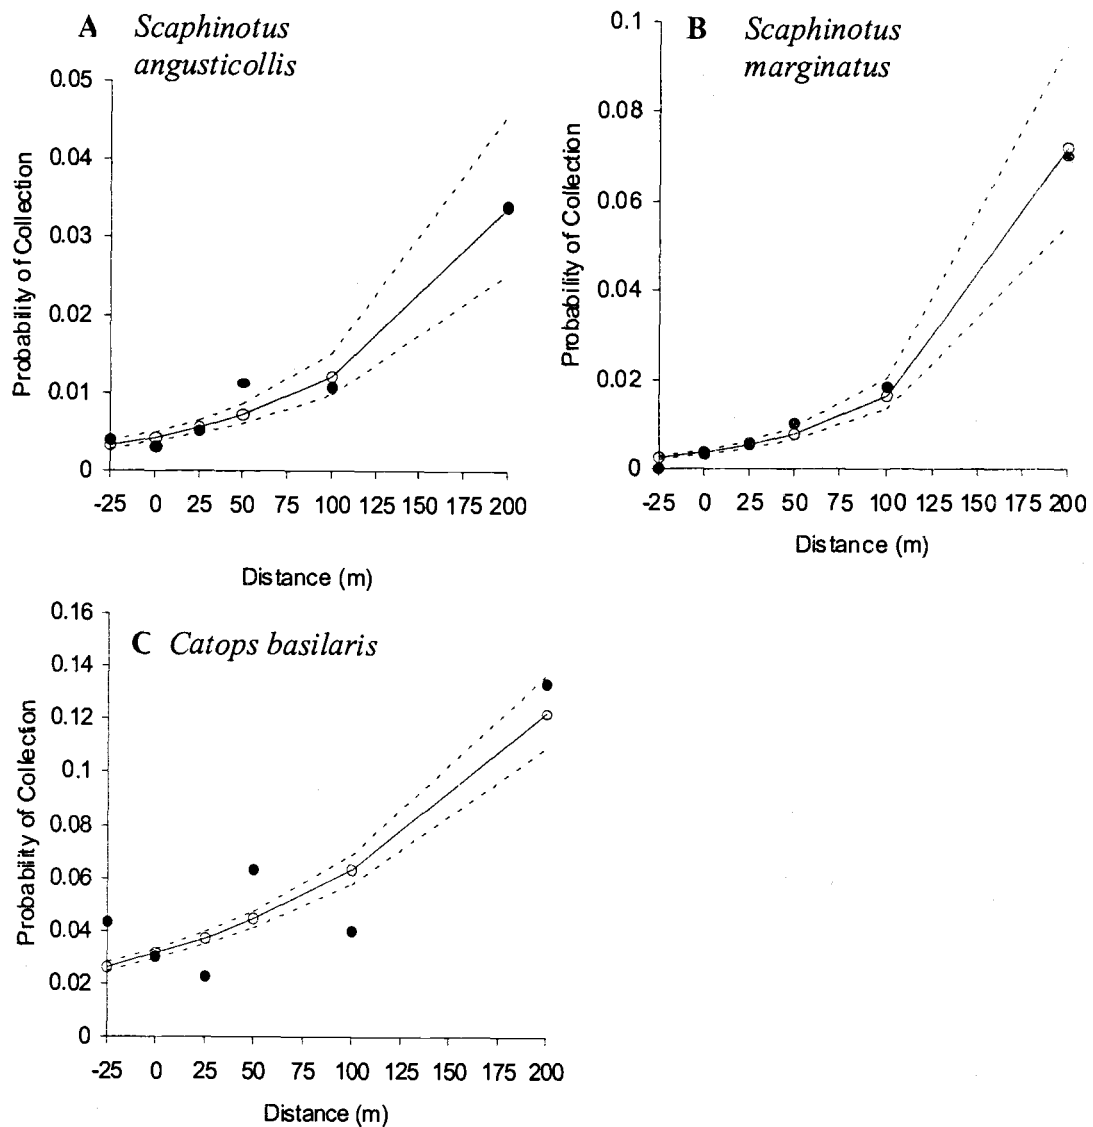 A Scaphinotus
angusticollis
0.05
0.04
0.03
0.02
0.01
0
Probability of Collection
-25 0 25 50 75 100 125 150 175 200
Distance (m)
B Scaphinotus
marginatus
0.1
0.08
0.06
0.04
0.02
0
Probability of Collection
-25 0 25 50 75 100 125 150 175 200
Distance (m)
C Catops basilaris
0.16
0.14
0.12
0.1
0.08
0.06
0.04
0.02
0
Probability of Collection
-25 0 25 50 75 100 125 150 175 200
Distance (m)